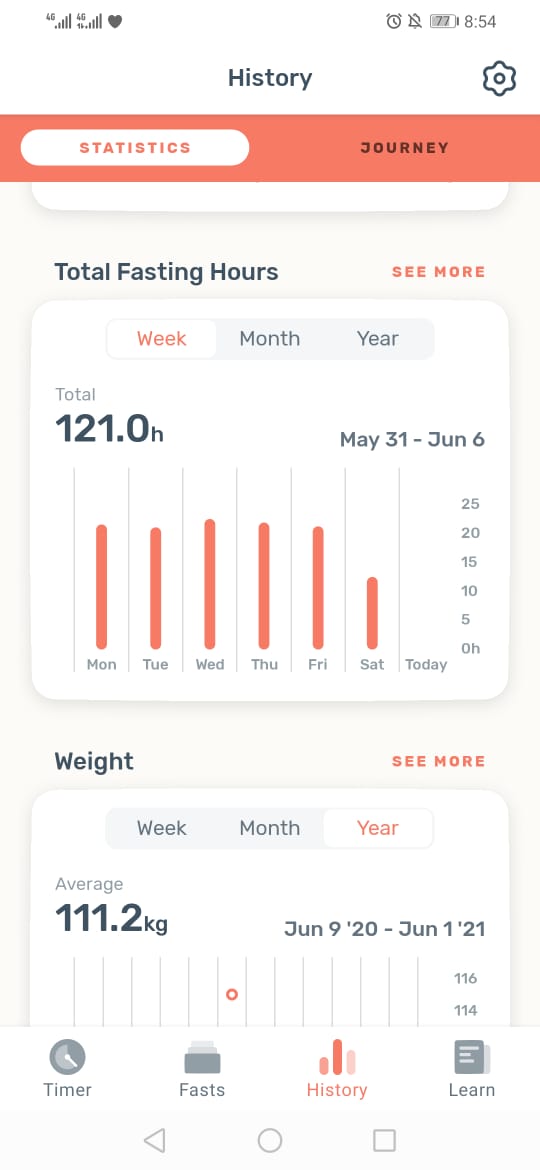 4G 4G 77 8:54
History
STATISTICS JOURNEY
Total Fasting Hours SEE MORE
Week Month Year
Total
121.0h
May 31 - Jun 6
25
20
15
10
5
0h
Mon Tue Wed Thu Fri Sat Today
Weight SEE MORE
Week Month Year
Average
111.2kg
Jun 9 '20 - Jun 1 '21
116
114
Timer Fasts History Learn